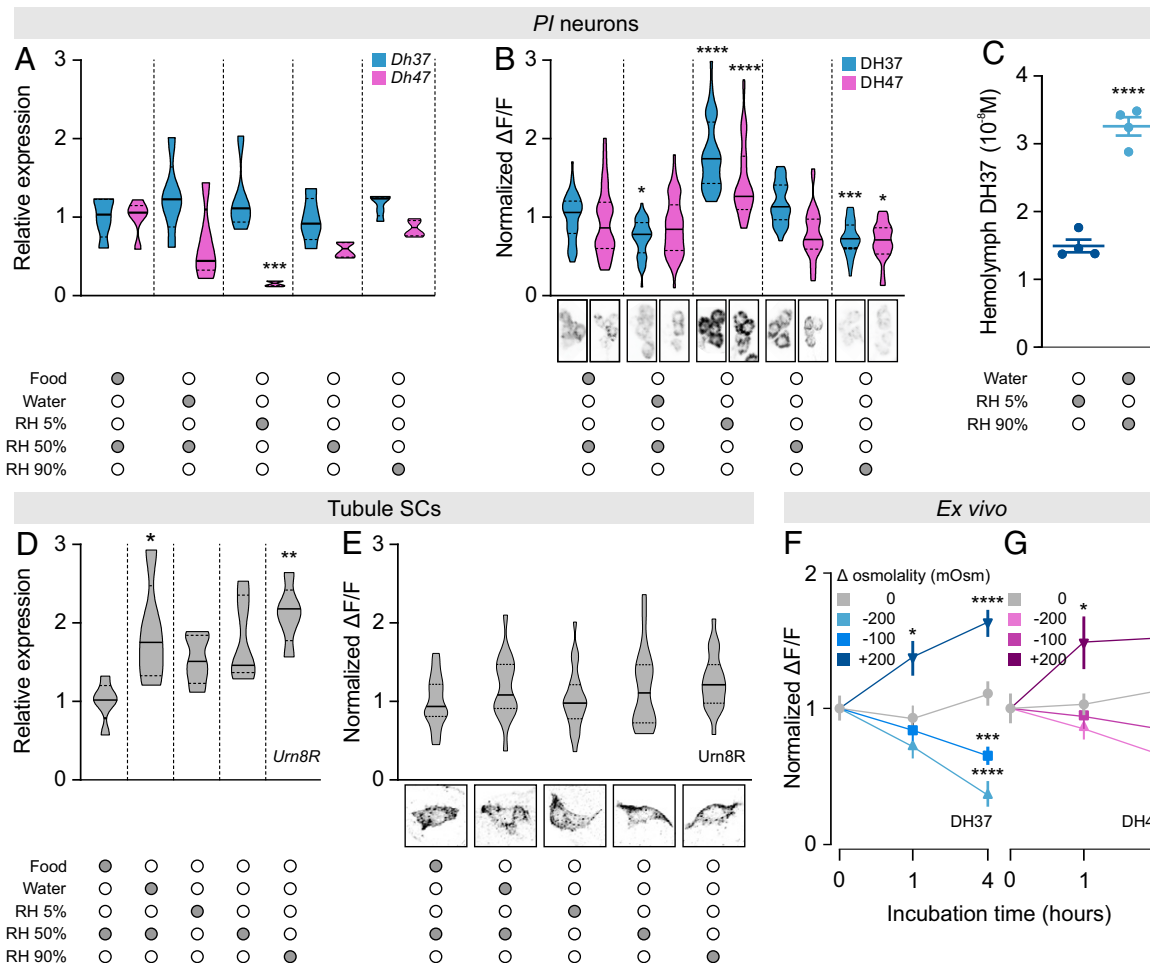 PI neurons
A
3
2
1
0
Relative expression
Dh37
Dh47
***
B
3
2
1
0
Normalized ΔF/F
DH37
DH47
*
****
****
***
*
C
4
3
2
1
0
Hemolymph DH37 (10-8M)
****
Food
Water
RH 5%
RH 50%
RH 90%
Water
RH 5%
RH 90%
Tubule SCs
D
3
2
1
0
Relative expression
*
**
Urn8R
E
3
2
1
0
Normalized ΔF/F
Urn8R
Food
Water
RH 5%
RH 50%
RH 90%
Ex vivo
F
2
1
0
Normalized ΔF/F
Δ osmolality (mOsm)
0
-200
-100
+200
*
****
***
****
DH37
0 1 4
G
0
-200
-100
+200
*
DH4
0 1
Incubation time (hours)